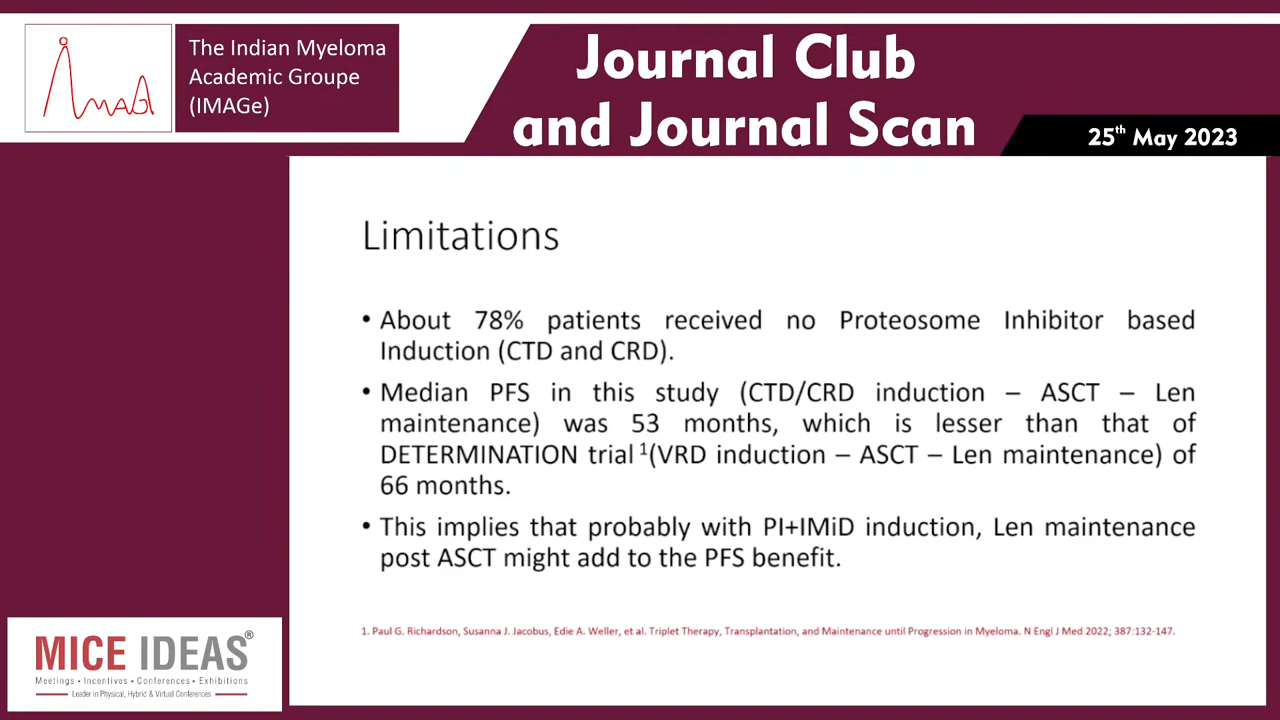 ImAG
The Indian Myeloma
Academic Groupe
(IMAGe)
Journal Club
and Journal Scan
25th May 2023
Limitations
• About 78% patients received no Proteosome Inhibitor based
Induction (CTD and CRD).
• Median PFS in this study (CTD/CRD induction – ASCT – Len
maintenance) was 53 months, which is lesser than that of
DETERMINATION trial 1(VRD induction – ASCT – Len maintenance) of
66 months.
• This implies that probably with PI+IMiD induction, Len maintenance
post ASCT might add to the PFS benefit.
1. Paul G. Richardson, Susanna J. Jacobus, Edie A. Weller, et al. Triplet Therapy, Transplantation, and Maintenance until Progression in Myeloma. N Engl J Med 2022; 387:132-147.
MICE IDEAS®
Meetings • Incentives • Conferences • Exhibitions
Leader in Physical, Hybrid & Virtual Conferences